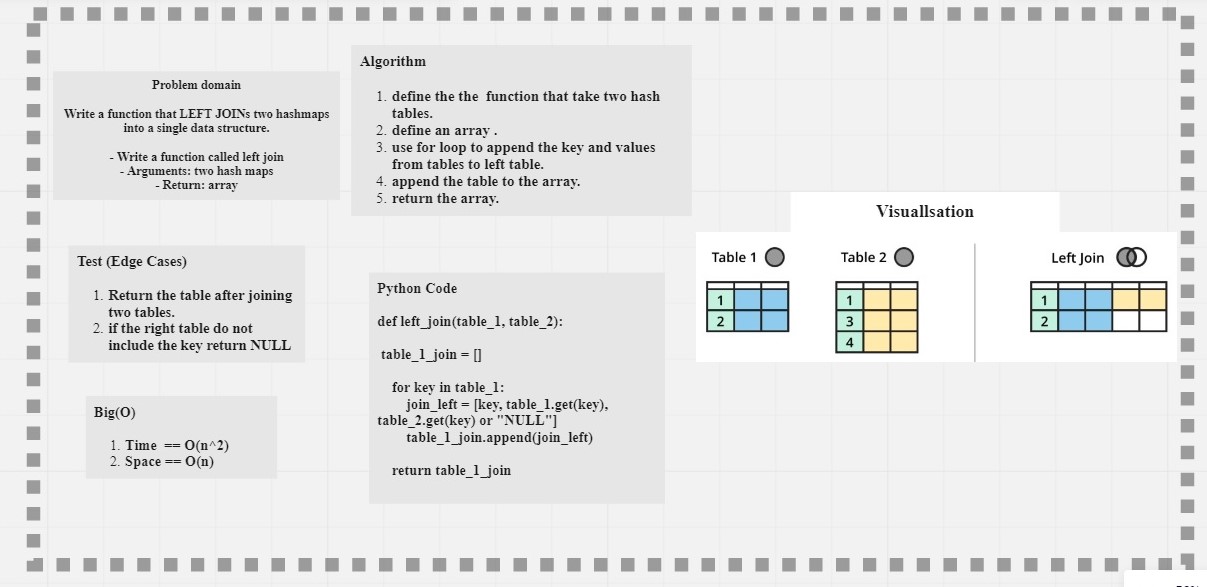 Problem domain
Write a function that LEFT JOINs two hashmaps
into a single data structure.
- Write a function called left join
- Arguments: two hash maps
- Return: array
Algorithm
1. define the the function that take two hash
tables.
2. define an array .
3. use for loop to append the key and values
from tables to left table.
4. append the table to the array.
5. return the array.
Test (Edge Cases)
1. Return the table after joining
two tables.
2. if the right table do not
include the key return NULL
Big(O)
1. Time == O(n^2)
2. Space == O(n)
Python Code
def left_join(table_1, table_2):
table_1_join = []
for key in table_1:
join_left = [key, table_1.get(key),
table_2.get(key) or "NULL"]
table_1_join.append(join_left)
return table_1_join
Visuallsation
Table 1
1
2
Table 2
1
3
4
Left Join
1
2